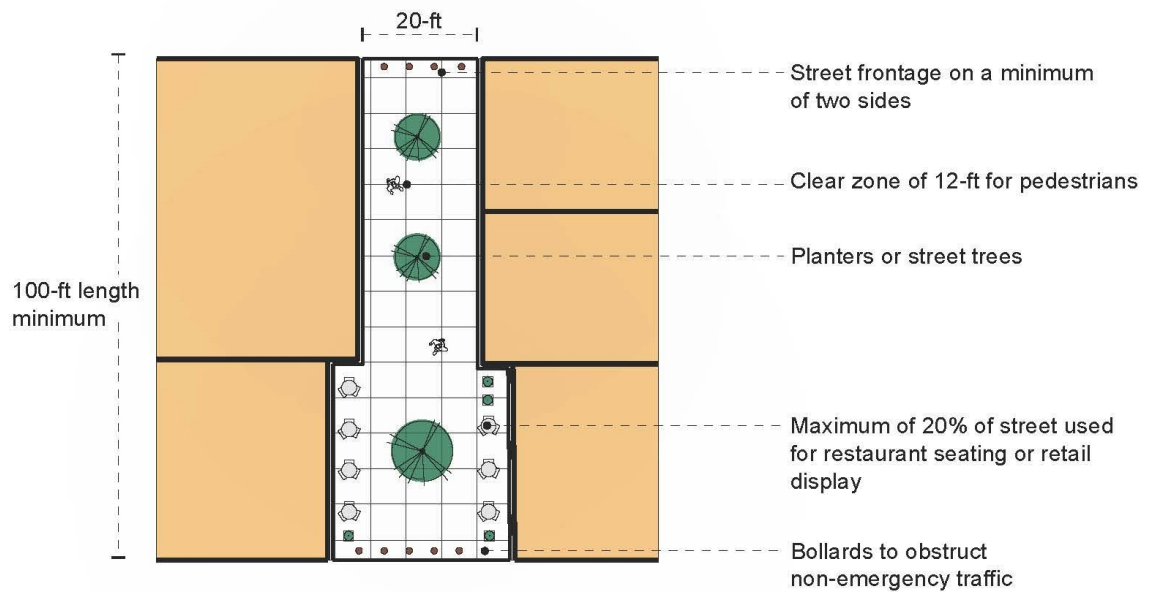 20-ft
Street frontage on a minimum
of two sides
Clear zone of 12-ft for pedestrians
Planters or street trees
100-ft length
minimum
Maximum of 20% of street used
for restaurant seating or retail
display
Bollards to obstruct
non-emergency traffic